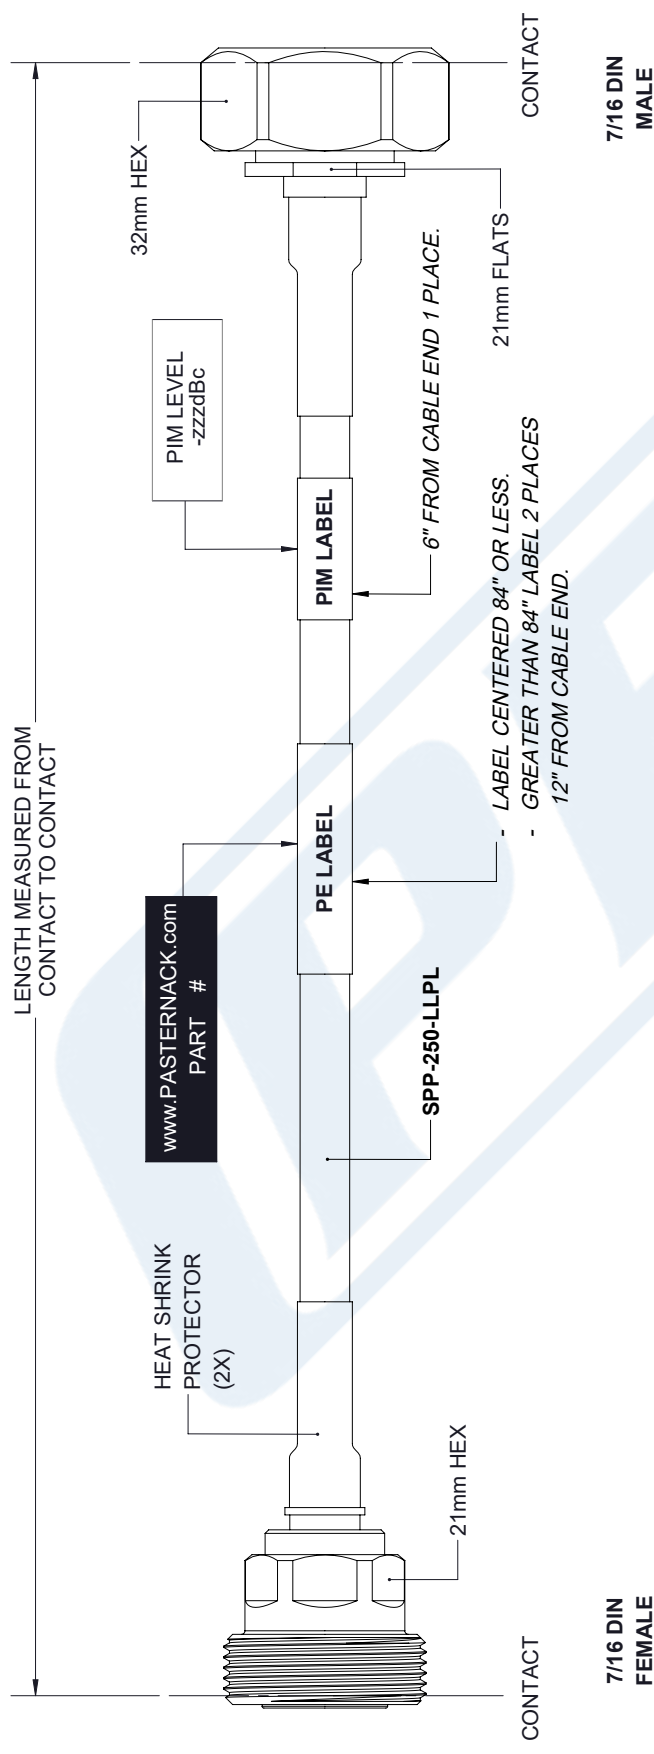 LENGTH MEASURED FROM
CONTACT TO CONTACT
HEAT SHRINK
PROTECTOR
(2X)
www.PASTERNACK.com
PART #
PIM LEVEL
-zzzdBc
32mm HEX
PE LABEL
PIM LABEL
21mm HEX
SPP-250-LLPL
- LABEL CENTERED 84" OR LESS.
- GREATER THAN 84" LABEL 2 PLACES
12" FROM CABLE END.
6" FROM CABLE END 1 PLACE.
21mm FLATS
CONTACT
CONTACT
7/16 DIN
FEMALE
7/16 DIN
MALE